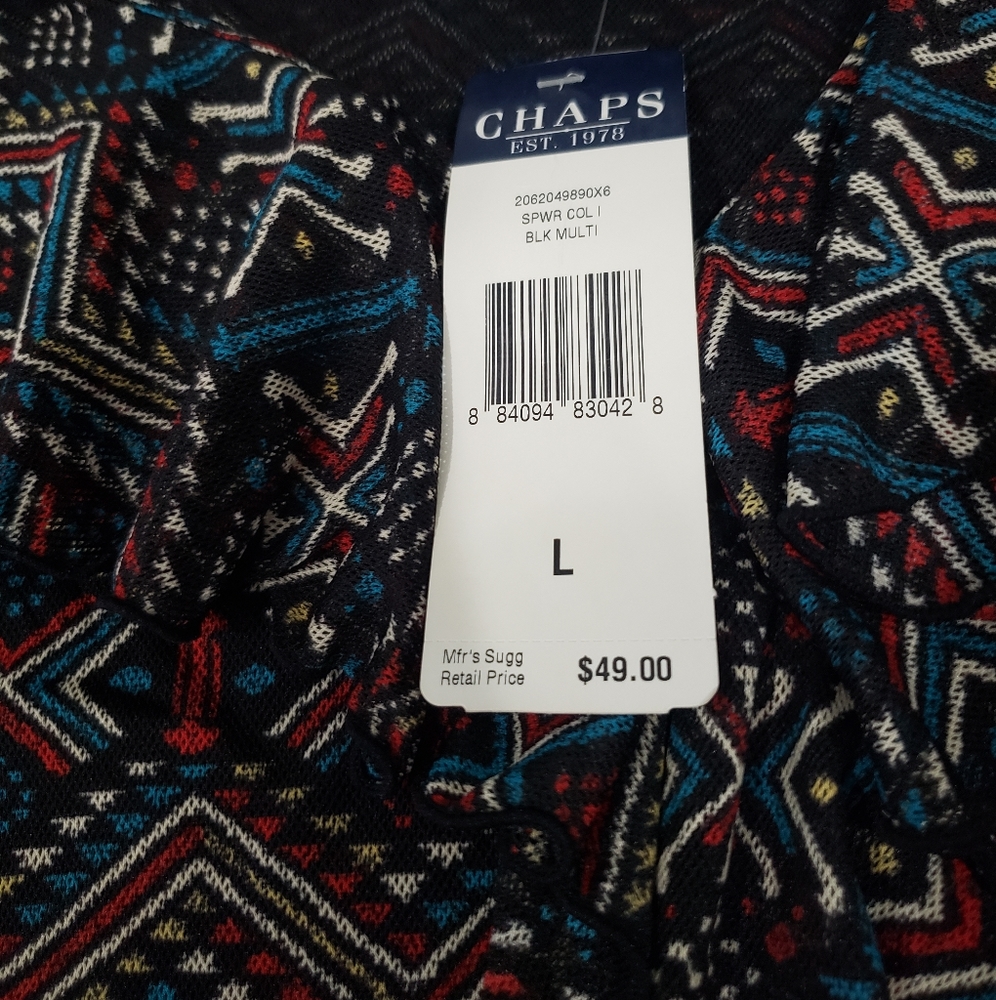 CHAPS
EST. 1978
2062049890X6
SPWR COL I
BLK MULTI
8 84094 83042 8
L
Mfr's Sugg
Retail Price $49.00